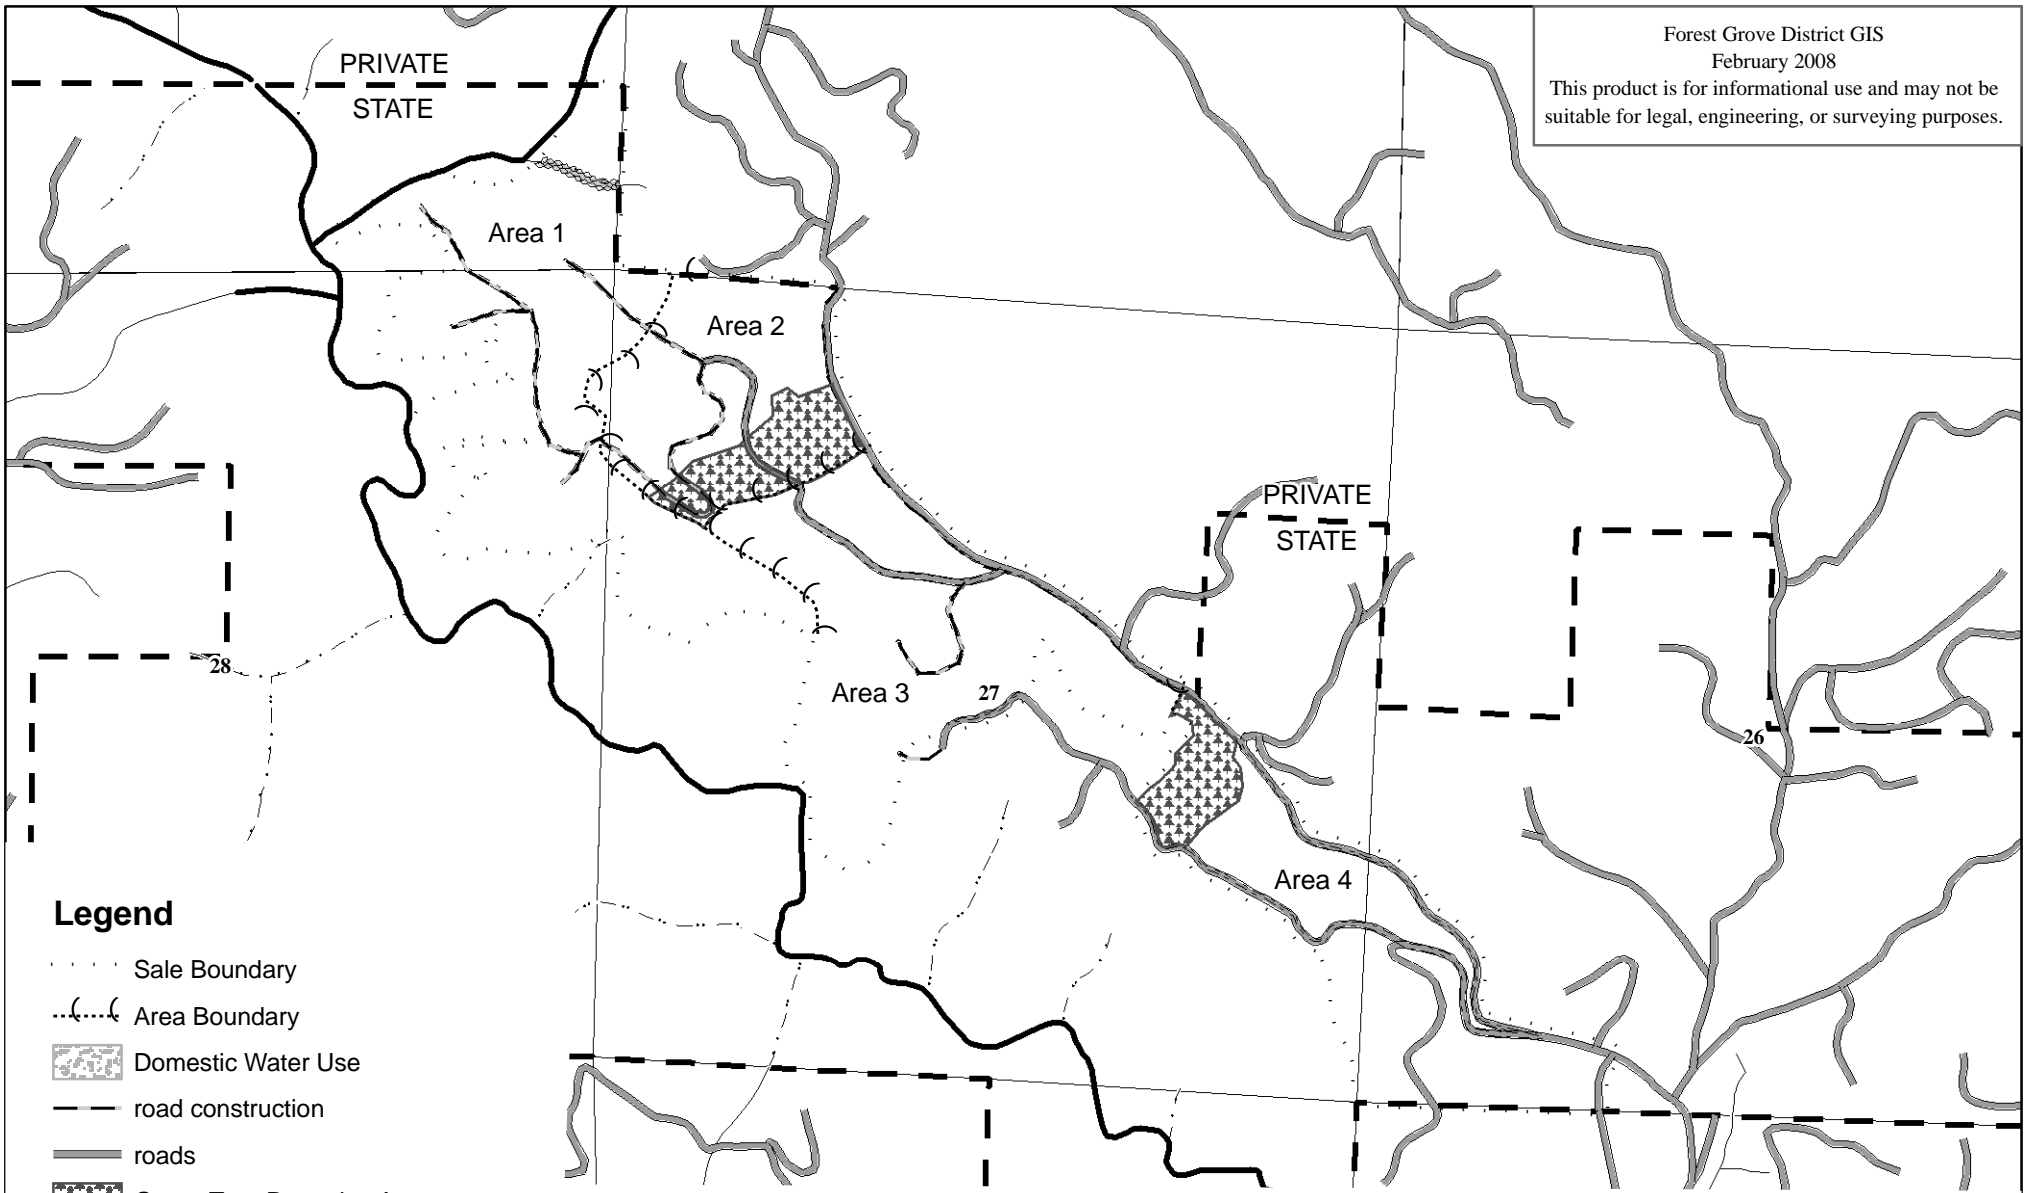 Forest Grove District GIS
February 2008
This product is for informational use and may not be
suitable for legal, engineering, or surveying purposes.
PRIVATE
STATE
Area 1
Area 2
PRIVATE
STATE
28
Area 3
27
26
Area 4
Legend
Sale Boundary
Area Boundary
Domestic Water Use
road construction
roads